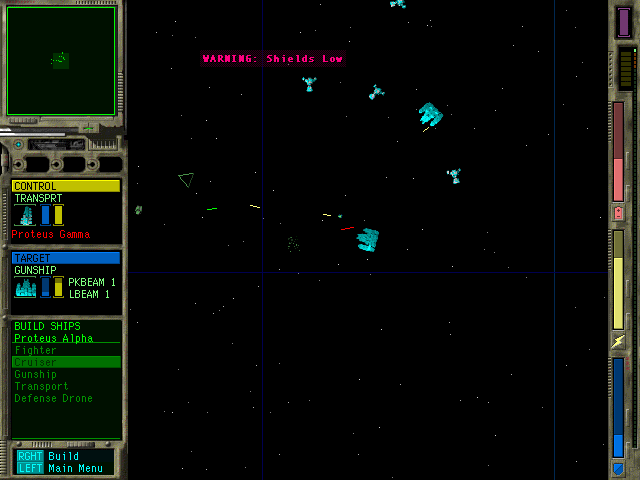 WARNING: Shields Low
CONTROL
TRANSPRT
Proteus Gamma
TARGET
GUNSHIP
PKBEAM 1
LBEAM 1
BUILD SHIPS
Proteus Alpha
Fighter
Cruiser
Gunship
Transport
Defense Drone
RGHT Build
LEFT Main Menu